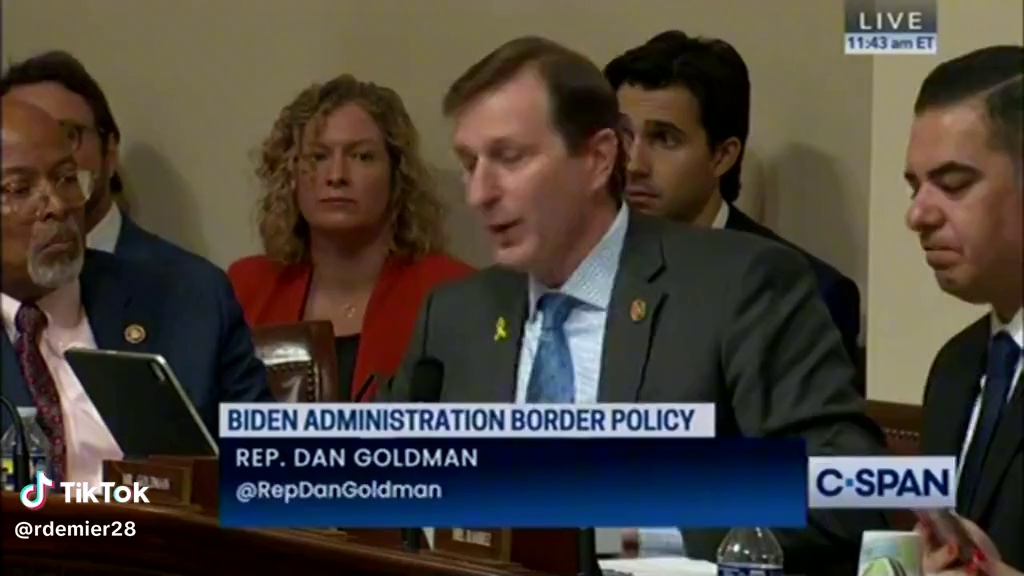 LIVE
11:43 am ET
BIDEN ADMINISTRATION BORDER POLICY
REP. DAN GOLDMAN
@RepDanGoldman
C-SPAN
TikTok
@rdemier28